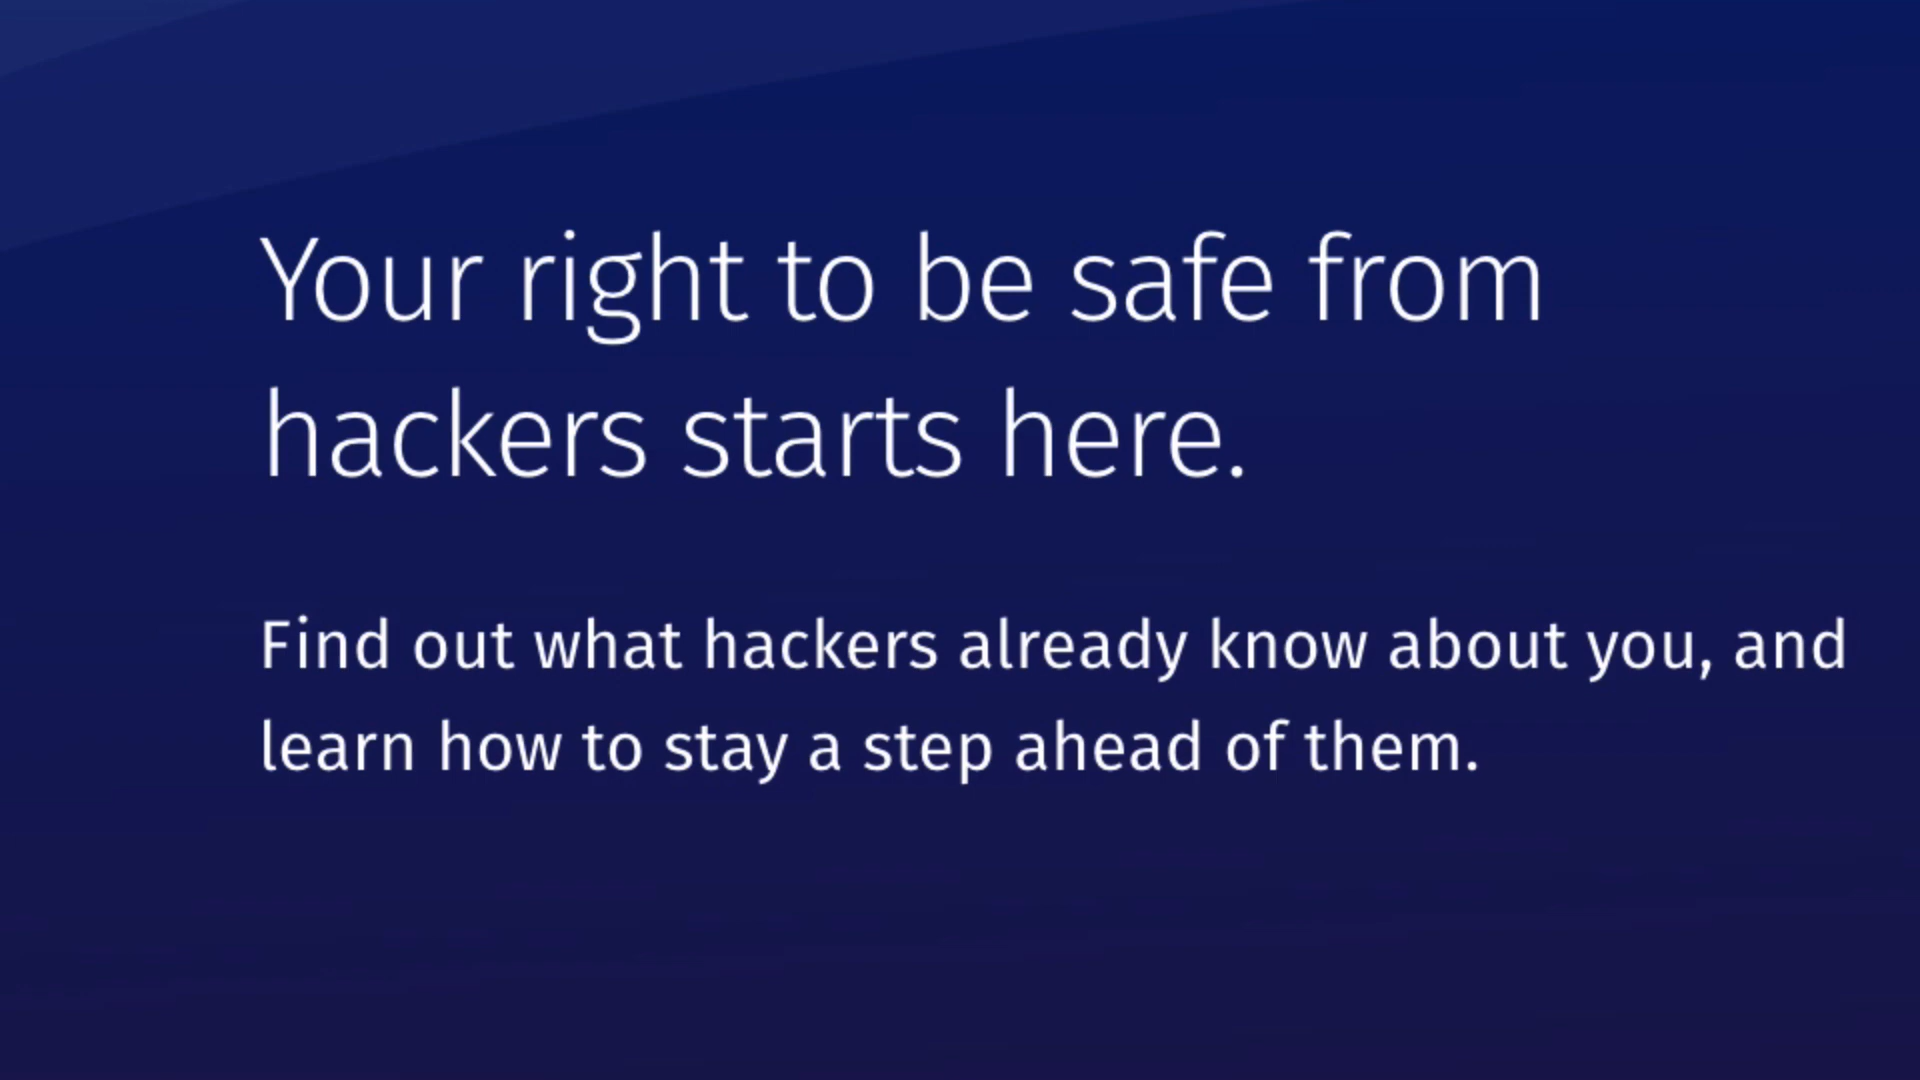 Your right to be safe from
hackers starts here.
Find out what hackers already know about you, and
learn how to stay a step ahead of them.